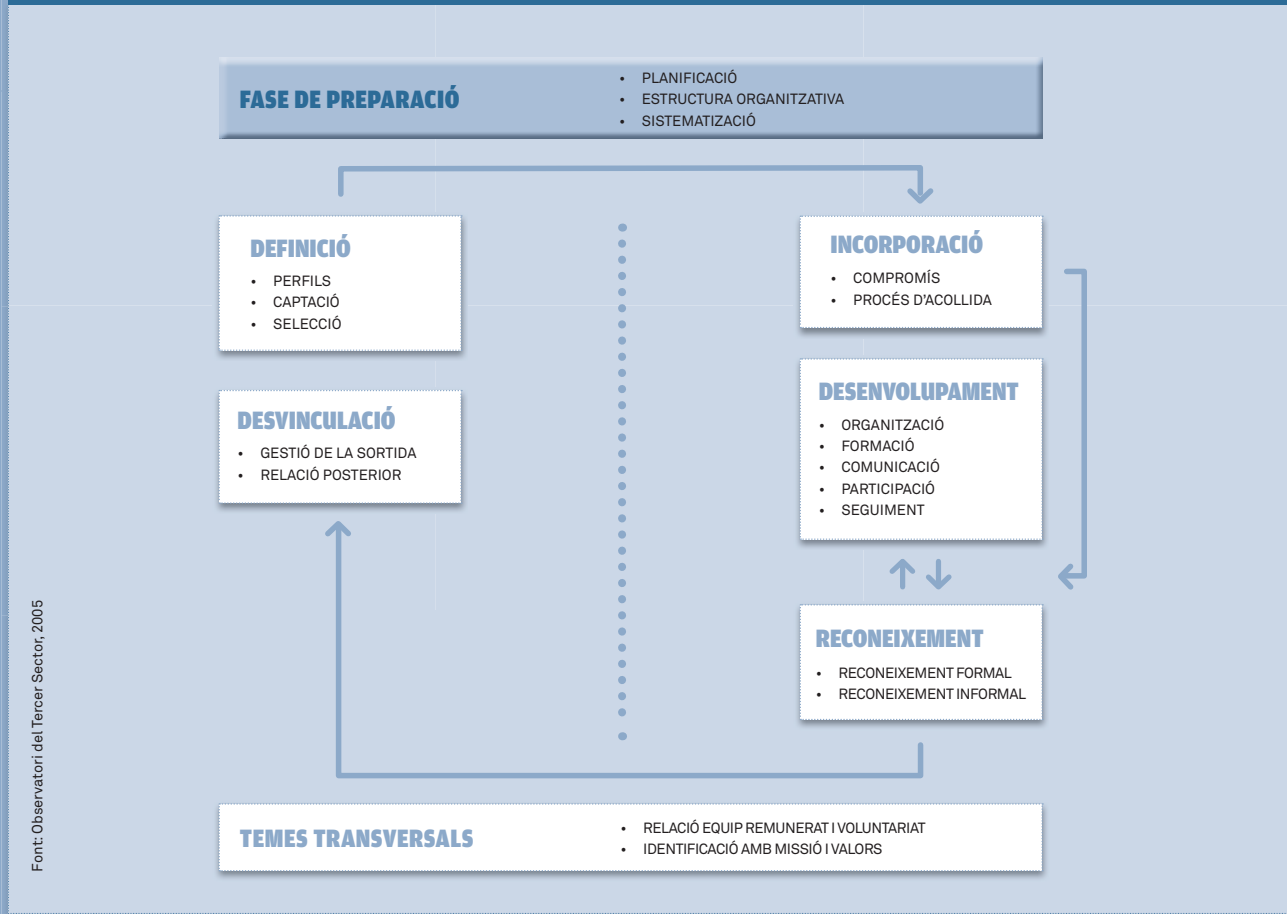 FASE DE PREPARACIÓ
• PLANIFICACIÓ
• ESTRUCTURA ORGANITZATIVA
• SISTEMATIZACIÓ
DEFINICIÓ
• PERFILS
• CAPTACIÓ
• SELECCIÓ
INCORPORACIÓ
• COMPROMÍS
• PROCÉS D'ACOLLIDA
DESENVOLUPAMENT
• ORGANITZACIÓ
• FORMACIÓ
• COMUNICACIÓ
• PARTICIPACIÓ
• SEGUIMENT
RECONEIXEMENT
• RECONEIXEMENT FORMAL
• RECONEIXEMENT INFORMAL
DESVINCULACIÓ
• GESTIÓ DE LA SORTIDA
• RELACIÓ POSTERIOR
TEMES TRANSVERSALS
• RELACIÓ EQUIP REMUNERAT I VOLUNTARIAT
• IDENTIFICACIÓ AMB MISSIÓ I VALORS
Font: Observatori del Tercer Sector, 2005